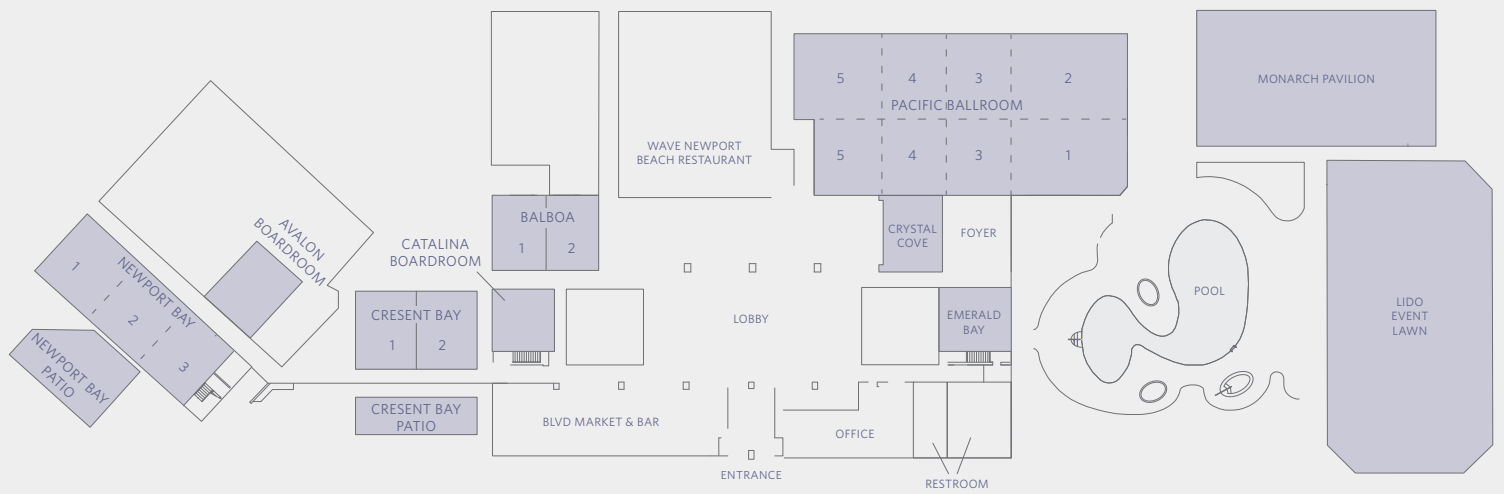 MONARCH PAVILION
5 4 3 2
PACIFIC BALLROOM
5 4 3 1
WAVE NEWPORT
BEACH RESTAURANT
BALBOA
1 2
CRYSTAL
COVE
FOYER
AVALON
BOARDROOM
CATALINA
BOARDROOM
NEWPORT BAY
1
2
3
NEWPORT BAY
PATIO
CRESENT BAY
1 2
CRESENT BAY
PATIO
LOBBY
EMERALD
BAY
POOL
LIDO
EVENT
LAWN
BLVD MARKET & BAR
OFFICE
ENTRANCE
RESTROOM